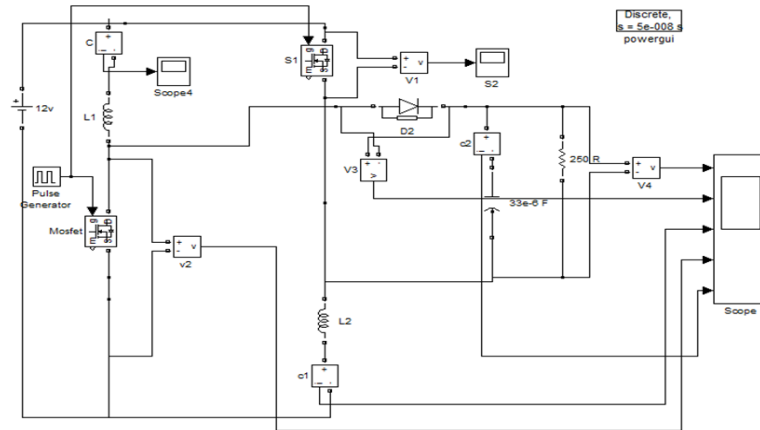 Discrete,
s = 5e-008 s
powergui
C
S1
V1
S2
Scope4
12v
L1
D2
c2
V3
250 R
V4
Pulse
Generator
33e-6 F
Mosfet
v2
Scope
L2
c1